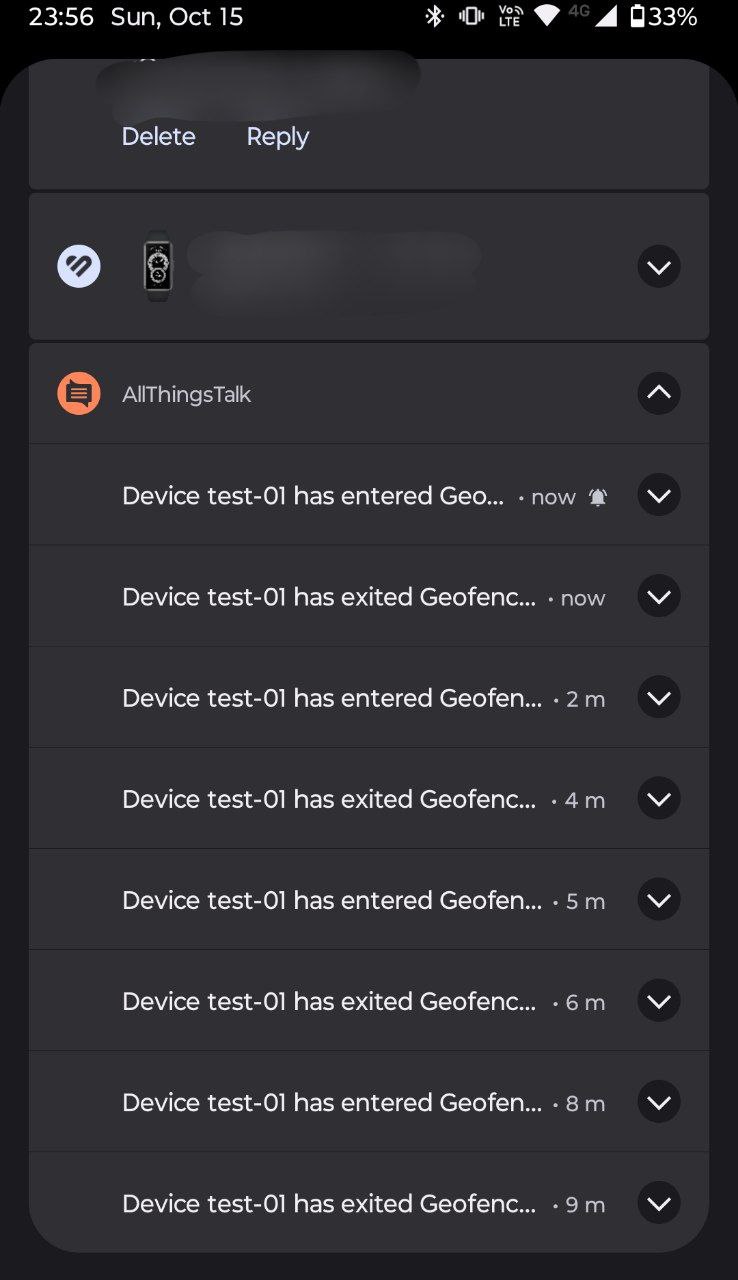 23:56 Sun, Oct 15 VoLTE 4G 33%
Delete Reply
AllThingsTalk
Device test-01 has entered Geo... • now
Device test-01 has exited Geofenc... • now
Device test-01 has entered Geofen... • 2 m
Device test-01 has exited Geofenc... • 4 m
Device test-01 has entered Geofen... • 5 m
Device test-01 has exited Geofenc... • 6 m
Device test-01 has entered Geofen... • 8 m
Device test-01 has exited Geofenc... • 9 m